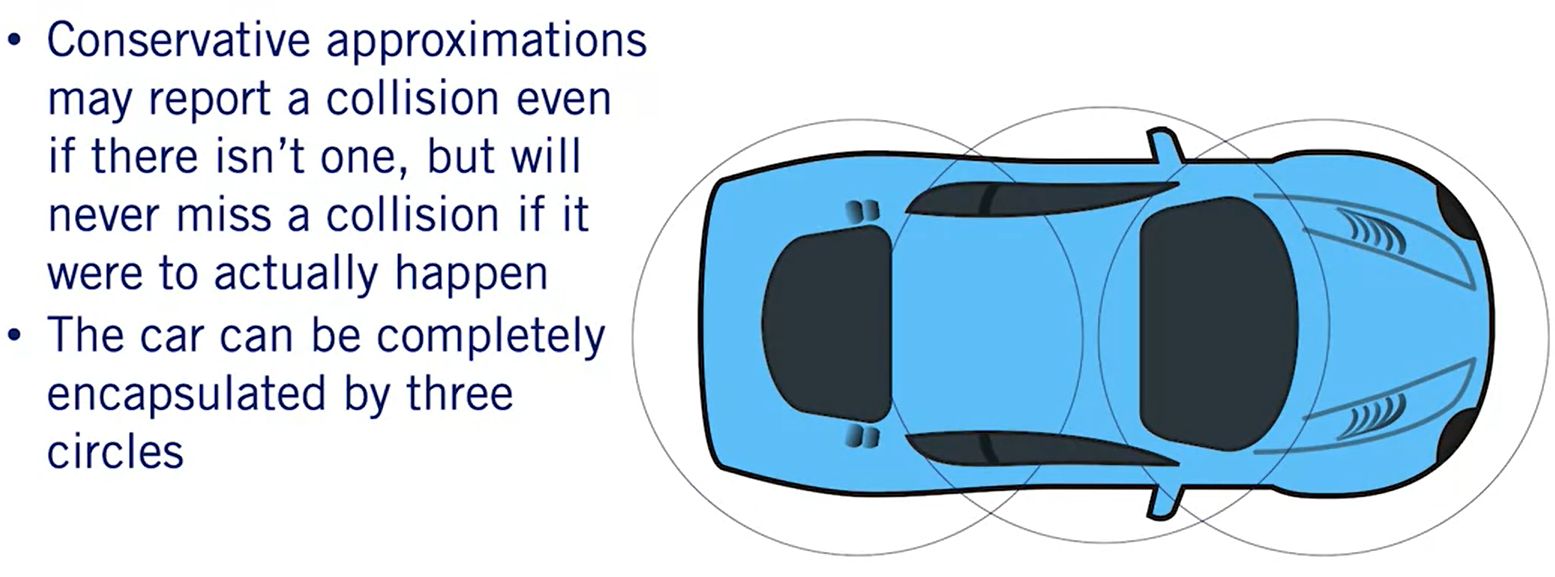 • Conservative approximations
may report a collision even
if there isn’t one, but will
never miss a collision if it
were to actually happen
• The car can be completely
encapsulated by three
circles